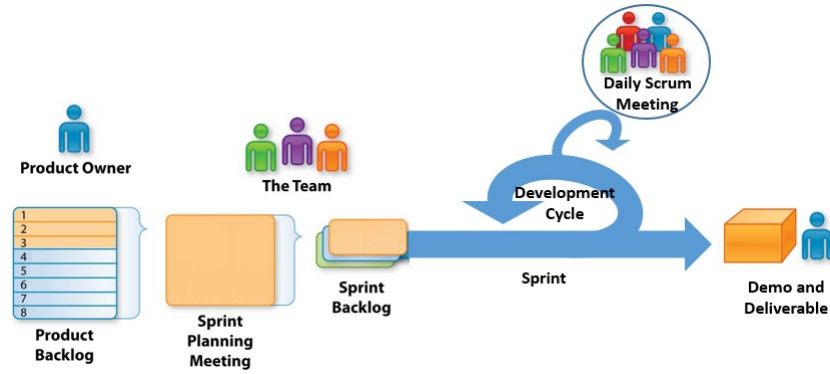 Daily Scrum
Meeting
Product Owner
The Team
Development
Cycle
1
2
3
4
5
6
7
8
Sprint
Product
Backlog
Sprint
Planning
Meeting
Sprint
Backlog
Demo and
Deliverable